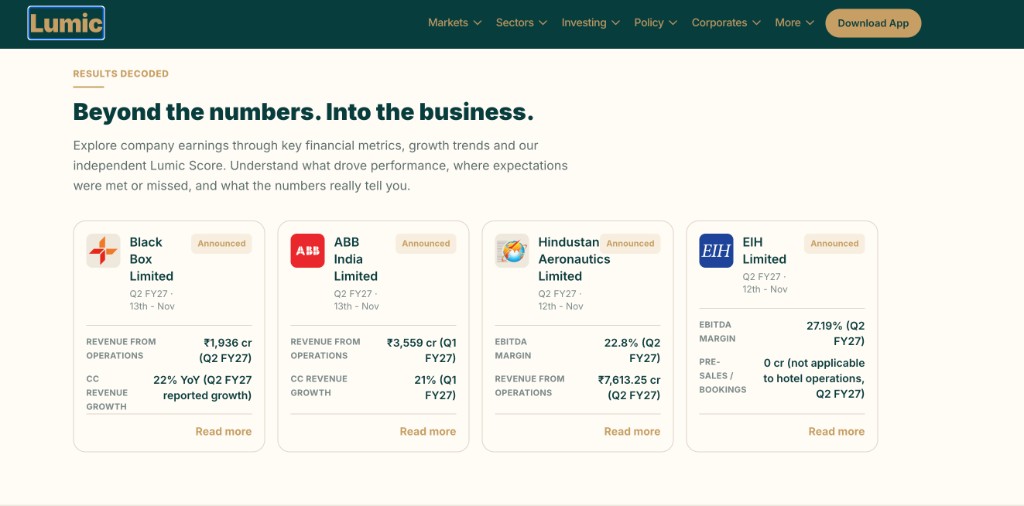 Lumic
Markets Sectors Investing Policy Corporates More Download App
RESULTS DECODED
Beyond the numbers. Into the business.
Explore company earnings through key financial metrics, growth trends and our
independent Lumic Score. Understand what drove performance, where expectations
were met or missed, and what the numbers really tell you.
Black
Box
Limited
Announced
Q2 FY27 ·
13th - Nov
REVENUE FROM
OPERATIONS
₹1,936 cr
(Q2 FY27)
CC
REVENUE
GROWTH
22% YoY (Q2 FY27
reported growth)
Read more
ABB
ABB
India
Limited
Announced
Q2 FY27 ·
13th - Nov
REVENUE FROM
OPERATIONS
₹3,559 cr (Q1
FY27)
CC REVENUE
GROWTH
21% (Q1
FY27)
Read more
Hindustan
Aeronautics
Limited
Announced
Q2 FY27 ·
12th - Nov
EBITDA
MARGIN
22.8% (Q2
FY27)
REVENUE FROM
OPERATIONS
₹7,613.25 cr
(Q2 FY27)
Read more
EIH
EIH
Limited
Announced
Q2 FY27 ·
12th - Nov
EBITDA
MARGIN
27.19% (Q2
FY27)
PRE-
SALES /
BOOKINGS
0 cr (not applicable
to hotel operations,
Q2 FY27)
Read more